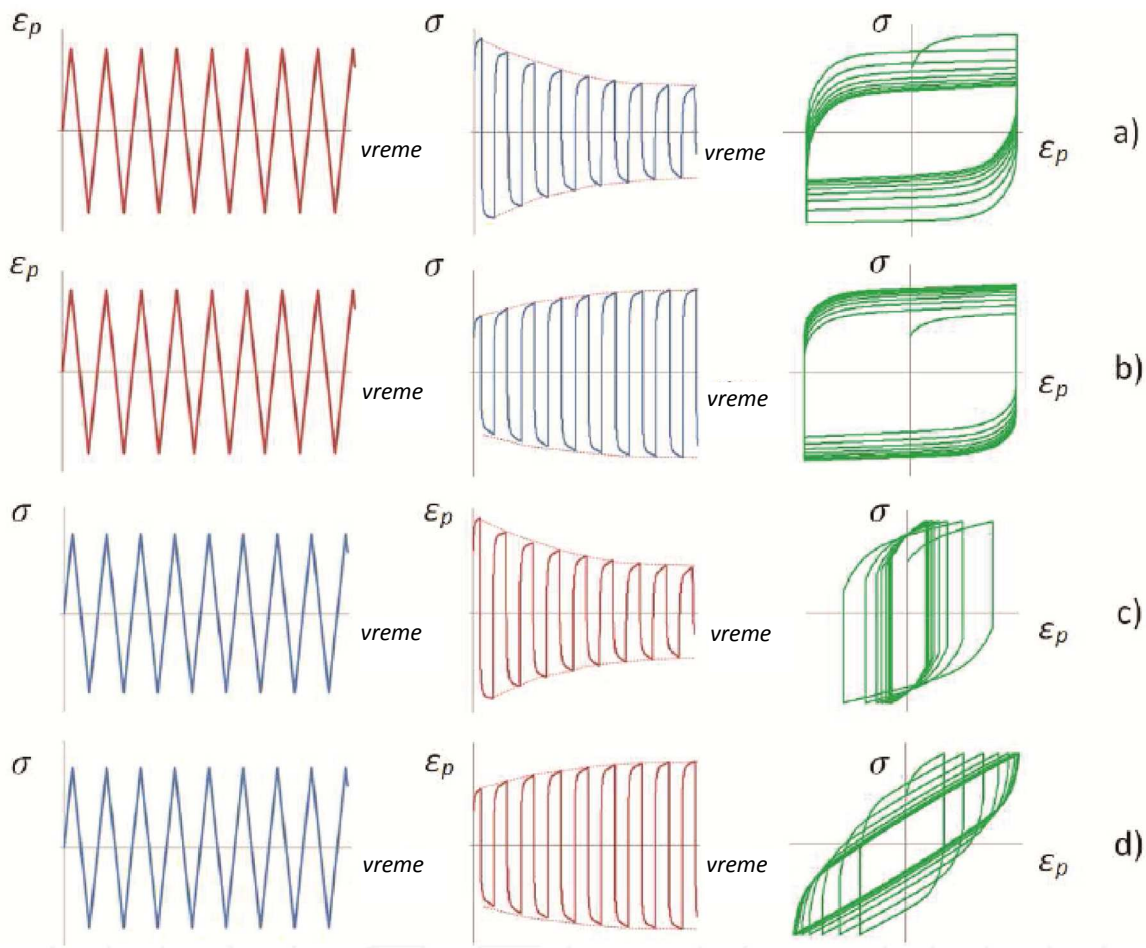 εₚ σ σ
vreme vreme εₚ a)
εₚ σ σ
vreme vreme εₚ b)
σ εₚ σ
vreme vreme εₚ c)
σ εₚ σ
vreme vreme εₚ d)